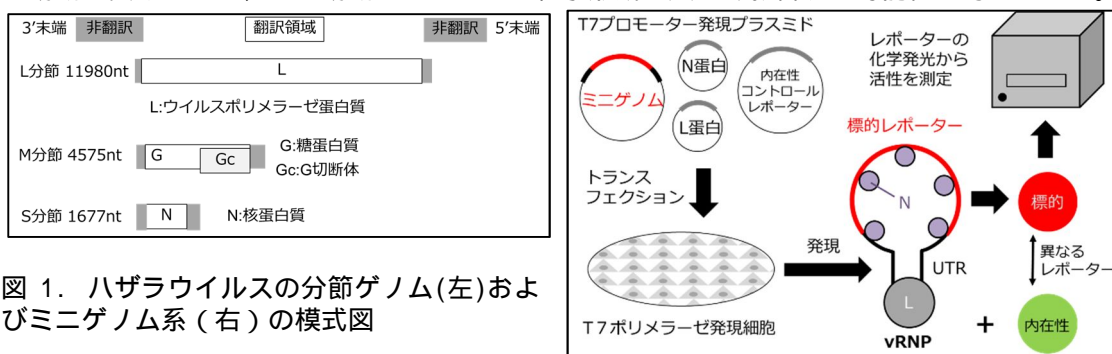 3′末端 非翻訳 翻訳領域 非翻訳 5′末端
L分節 11980nt L
L:ウイルスポリメラーゼ蛋白質
M分節 4575nt G Gc
G:糖蛋白質
Gc:G切断体
S分節 1677nt N N:核蛋白質
図 1. ハザラウイルスの分節ゲノム(左)およ
びミニゲノム系(右)の模式図
T7プロモーター発現プラスミド
ミニゲノム
N蛋白
L蛋白
内在性
コントロール
レポーター
レポーターの
化学発光から
活性を測定
トランス
フェクション
標的レポーター
N
標的
発現
UTR
異なる
レポーター
L
vRNP
+
内在性
T7ポリメラーゼ発現細胞